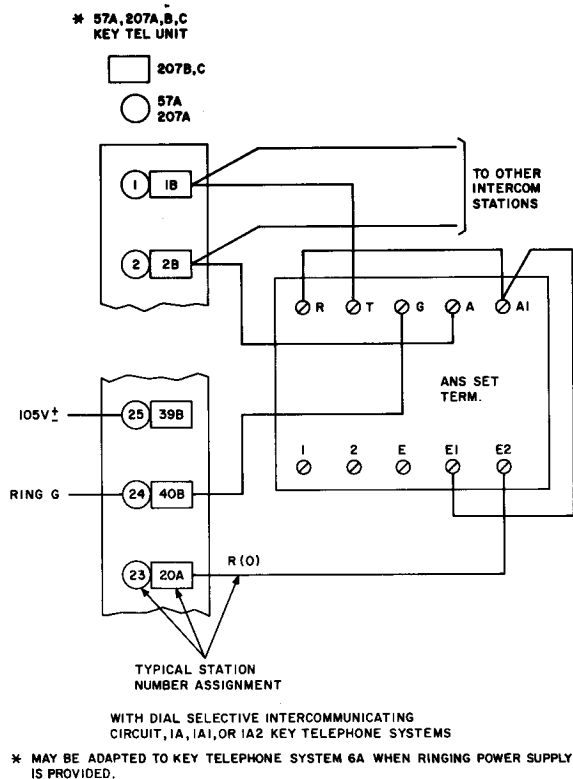 * 57A, 207A, B, C
KEY TEL UNIT
207B, C
57A
207A
1 1B
TO OTHER
INTERCOM
STATIONS
2 2B
R T G A A1
ANS SET
TERM.
105V± 25 39B
1 2 E E1 E2
RING G 24 40B
R (0)
23 20A
TYPICAL STATION
NUMBER ASSIGNMENT
WITH DIAL SELECTIVE INTERCOMMUNICATING
CIRCUIT, 1A, 1A1, OR 1A2 KEY TELEPHONE SYSTEMS
* MAY BE ADAPTED TO KEY TELEPHONE SYSTEM 6A WHEN RINGING POWER SUPPLY
IS PROVIDED.